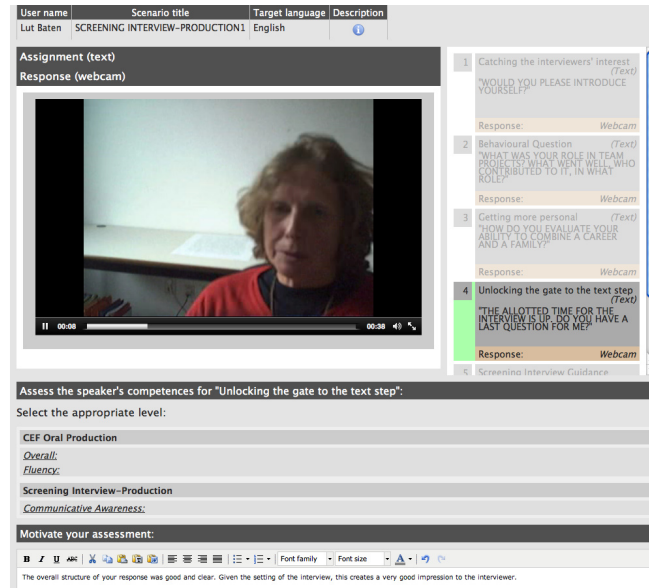 User name Scenario title Target language Description
Lut Baten SCREENING INTERVIEW-PRODUCTION1 English
Assignment (text)
Response (webcam)
00:08 00:38
1 Catching the interviewers' interest
(Text)
"WOULD YOU PLEASE INTRODUCE
YOURSELF?"
Response: Webcam
2 Behavioural Question (Text)
"WHAT WAS YOUR ROLE IN TEAM
PROJECTS? WHAT WENT WELL, WHO
CONTRIBUTED TO IT, IN WHAT
ROLE?"
Response: Webcam
3 Getting more personal (Text)
"HOW DO YOU EVALUATE YOUR
ABILITY TO COMBINE A CAREER
AND A FAMILY?"
Response: Webcam
4 Unlocking the gate to the text step
(Text)
"THE ALLOTTED TIME FOR THE
INTERVIEW IS UP. DO YOU HAVE A
LAST QUESTION FOR ME?"
Response: Webcam
5 Screening Interview Guidance
Assess the speaker's competences for "Unlocking the gate to the text step":
Select the appropriate level:
CEF Oral Production
Overall:
Fluency:
Screening Interview-Production
Communicative Awareness:
Motivate your assessment:
B I U ABC Font family Font size A
The overall structure of your response was good and clear. Given the setting of the interview, this creates a very good impression to the interviewer.